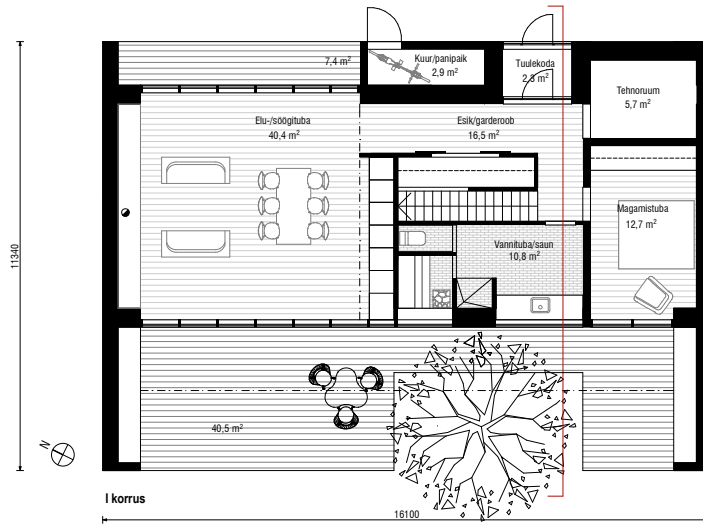 7,4 m²
Kuur/panipaik
2,9 m²
Tuulekoda
2,3 m²
Tehnoruum
5,7 m²
Elu-/söögituba
40,4 m²
Esik/garderoob
16,5 m²
Magamistuba
12,7 m²
Vannituba/saun
10,8 m²
11340
40,5 m²
N
I korrus
16100